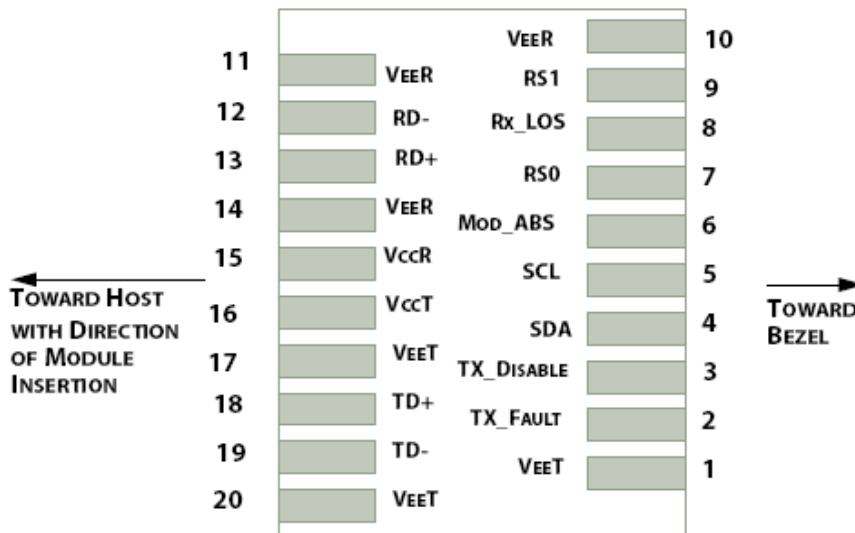 11 VEER
12 RD-
13 RD+
14 VEER
15 VCCR
16 VCCT
17 VEET
18 TD+
19 TD-
20 VEET
VEER 10
RS1 9
RX_LOS 8
RS0 7
MOD_ABS 6
SCL 5
SDA 4
TX_DISABLE 3
TX_FAULT 2
VEET 1
TOWARD HOST
WITH DIRECTION
OF MODULE
INSERTION
TOWARD
BEZEL